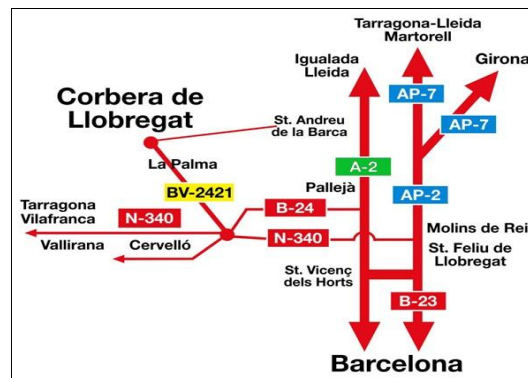 Tarragona-Lleida
Martorell
Girona
Igualada
Lleida
AP-7
AP-7
Corbera de
Llobregat
St. Andreu
de la Barca
La Palma
A-2
BV-2421
Pallejà
AP-2
Tarragona
Vilafranca
N-340
B-24
Molins de Rei
N-340
Vallirana
Cervelló
St. Feliu de
Llobregat
St. Vicenç
dels Horts
B-23
Barcelona